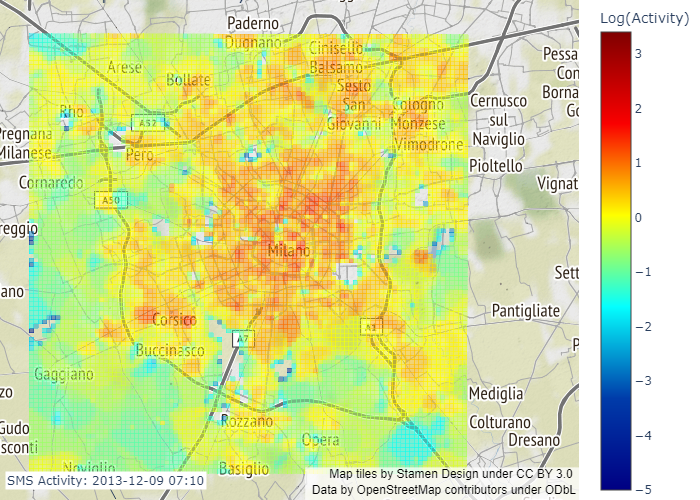 Log(Activity)
Paderno
Dugnano
Cinisello
Balsamo
Arese
Bollate
Sesto
San
Giovanni
Cologno
Monzese
Vimodrone
Cernusco
sul
Naviglio
Pioltello
Pessa
Con
Borna
Go
Rho
A52
Pregnana
Milanese
Pero
Cornaredo
A50
Vignat
reggio
Milano
ano
Sett
Pantigliate
Corsico
A7
Buccinasco
Gaggiano
P
Mediglia
zo
Rozzano
Colturano
Dresano
Gudo
sconti
Opera
Noviglio
Basiglio
SMS Activity: 2013-12-09 07:10
Map tiles by Stamen Design under CC BY 3.0
Data by OpenStreetMap contributors under ODbL
3
2
1
0
−1
−2
−3
−4
−5